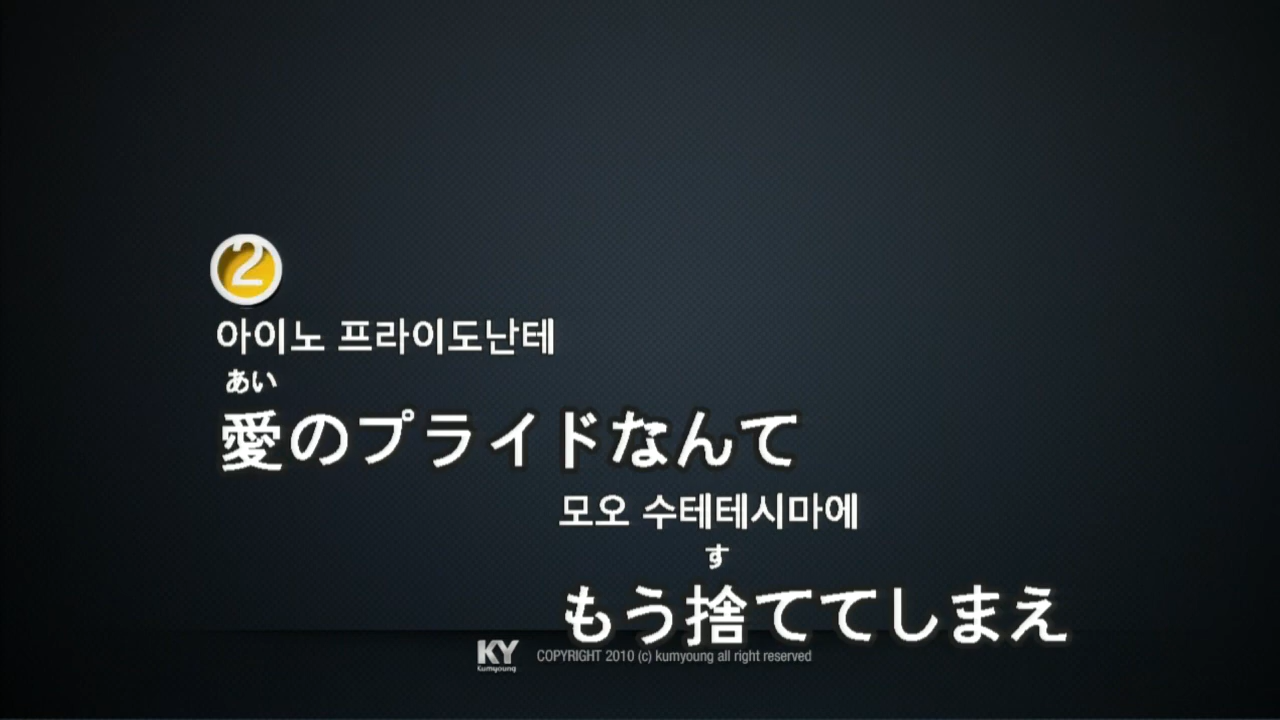 2
아이노 프라이도난테
あい
愛のプライドなんて
모오 수테테시마에
す
もう捨ててしまえ
KY
kumyoung
COPYRIGHT 2010 (c) kumyoung all right reserved